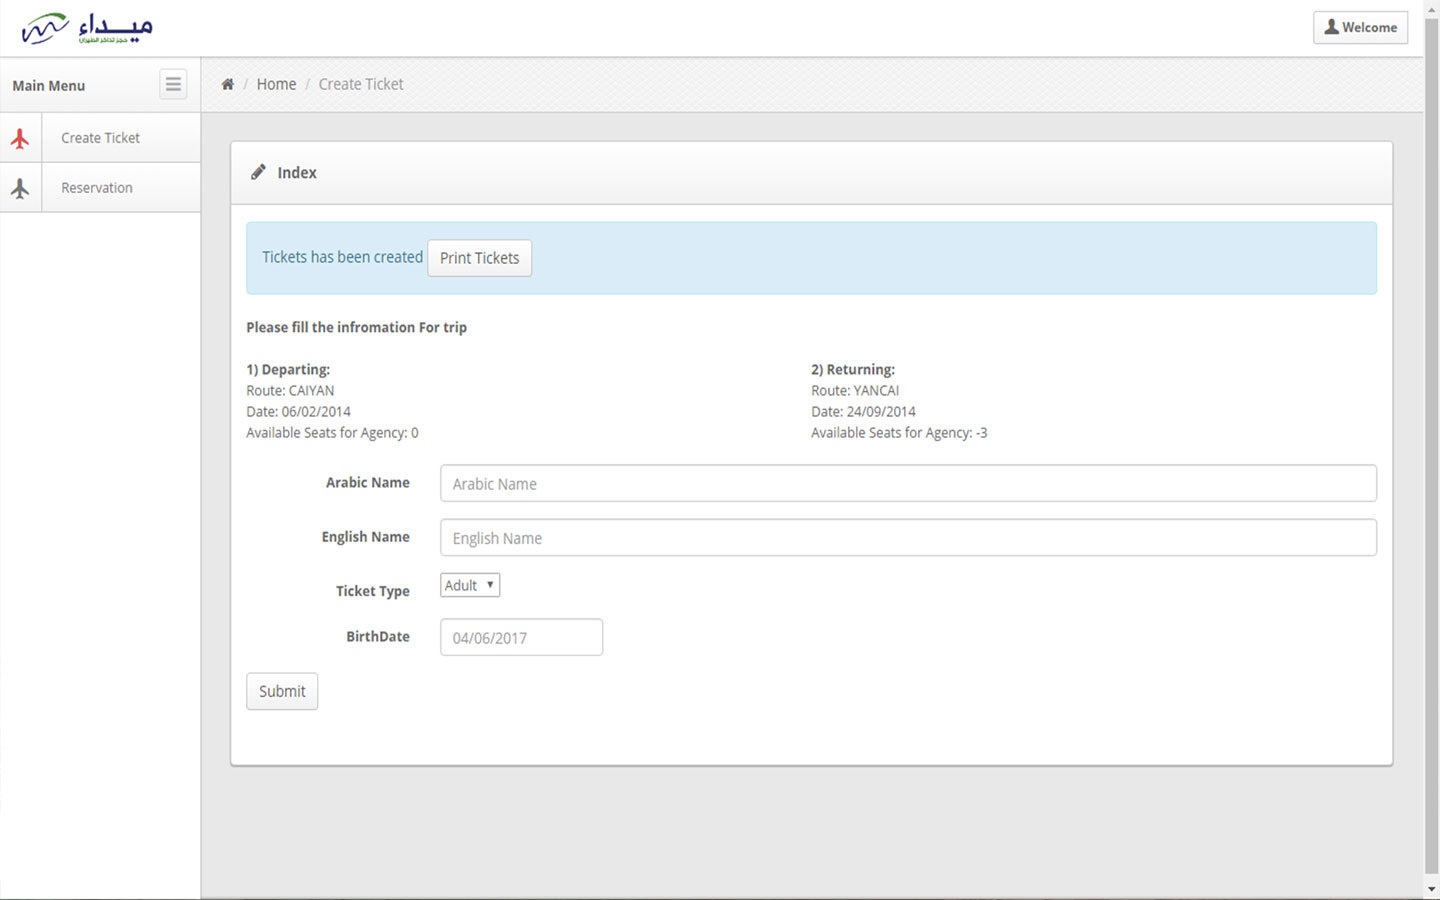 ميداء
حجز تذاكر الطيران
Welcome
Main Menu
/ Home / Create Ticket
Create Ticket
Reservation
Index
Tickets has been created Print Tickets
Please fill the infromation For trip
1) Departing:
Route: CAIYAN
Date: 06/02/2014
Available Seats for Agency: 0
2) Returning:
Route: YANCAI
Date: 24/09/2014
Available Seats for Agency: -3
Arabic Name Arabic Name
English Name English Name
Ticket Type Adult
BirthDate 04/06/2017
Submit